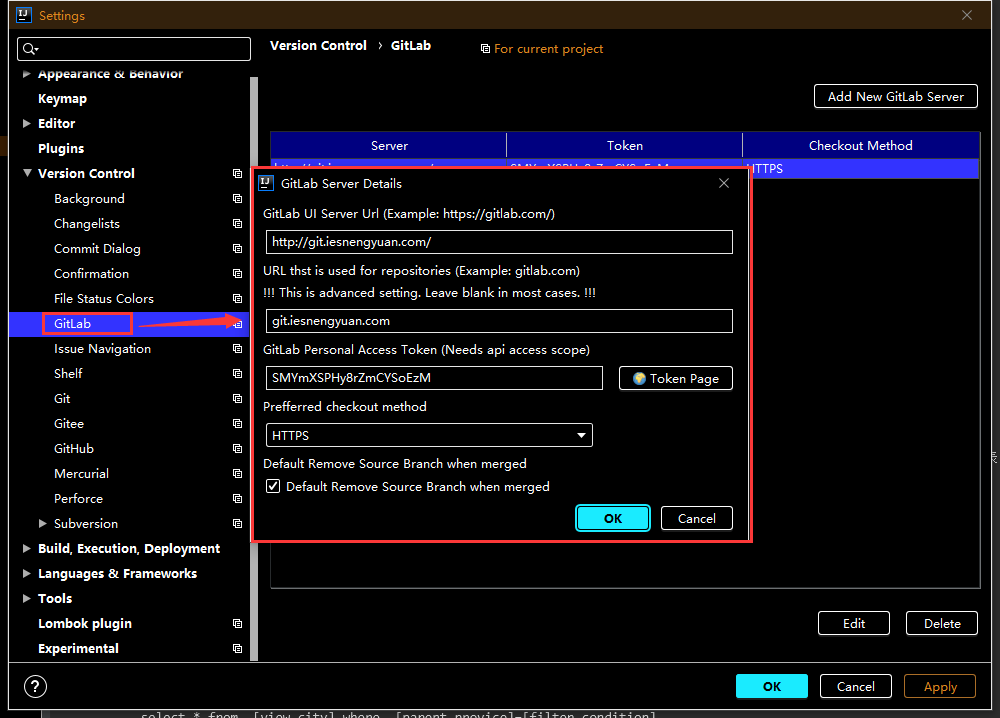 Settings
Version Control › GitLab
For current project
Appearance & Behavior
Keymap
Editor
Plugins
Version Control
Background
Changelists
Commit Dialog
Confirmation
File Status Colors
GitLab
Issue Navigation
Shelf
Git
Gitee
GitHub
Mercurial
Perforce
Subversion
Build, Execution, Deployment
Languages & Frameworks
Tools
Lombok plugin
Experimental
Add New GitLab Server
Server Token Checkout Method
HTTPS
GitLab Server Details
GitLab UI Server Url (Example: https://gitlab.com/)
http://git.iesnengyuan.com/
URL thst is used for repositories (Example: gitlab.com)
!!! This is advanced setting. Leave blank in most cases. !!!
git.iesnengyuan.com
GitLab Personal Access Token (Needs api access scope)
SMYmXSPHy8rZmCYSoEzM
Token Page
Prefferred checkout method
HTTPS
Default Remove Source Branch when merged
Default Remove Source Branch when merged
OK Cancel
Edit Delete
? OK Cancel Apply
select * from [view_city] where [parent_provice]=[filter_condition]